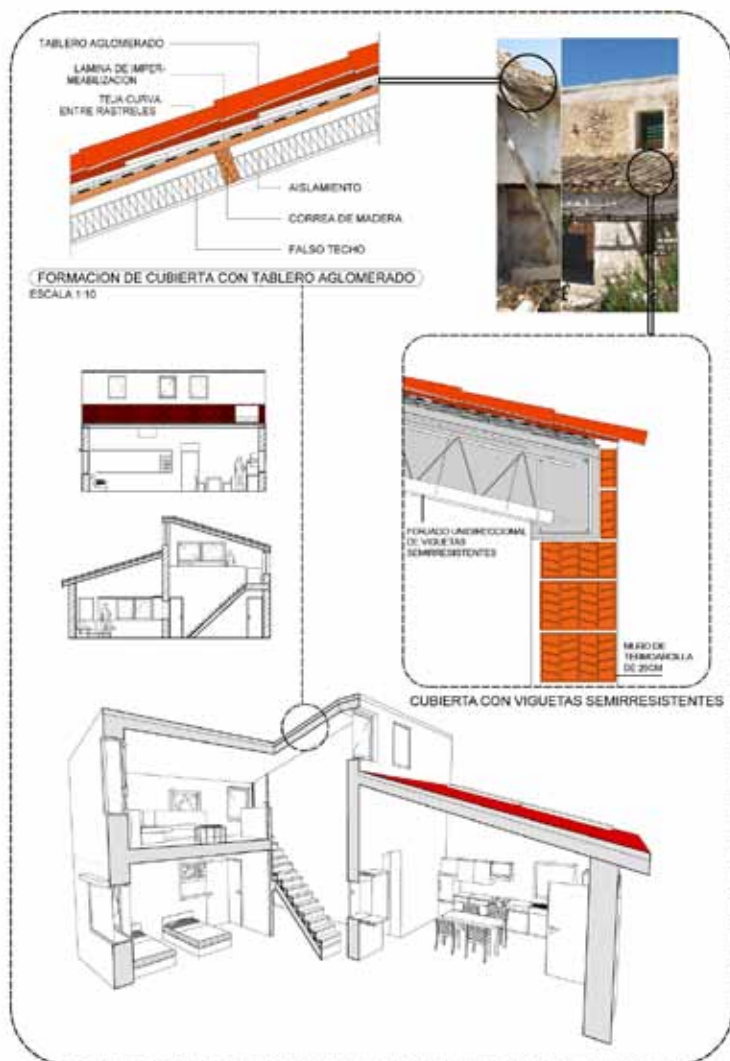 TABLERO AGLOMERADO
LAMINA DE IMPER-
MEABILIZACION
TEJA CURVA
ENTRE RASTRELES
AISLAMIENTO
CORREA DE MADERA
FALSO TECHO
FORMACION DE CUBIERTA CON TABLERO AGLOMERADO
ESCALA 1:10
FORJADO UNIDIRECCIONAL
DE VIGUETAS
SEMIRRESISTENTES
MURO DE
TERMOARCILLA
DE 29CM
CUBIERTA CON VIGUETAS SEMIRRESISTENTES